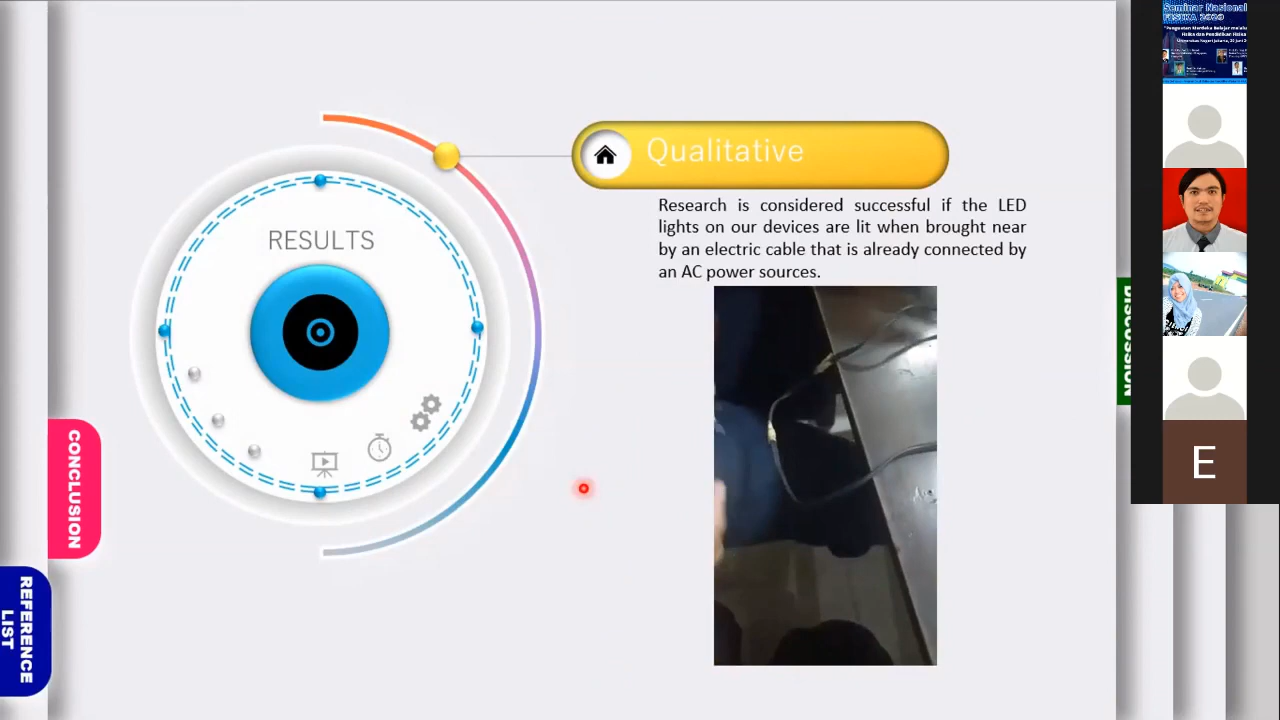 RESULTS
Qualitative
Research is considered successful if the LED
lights on our devices are lit when brought near
by an electric cable that is already connected by
an AC power sources.
CONCLUSION
REFERENCE
LIST
DISCUSSION
Seminar Nasional
FISIKA 2020
E